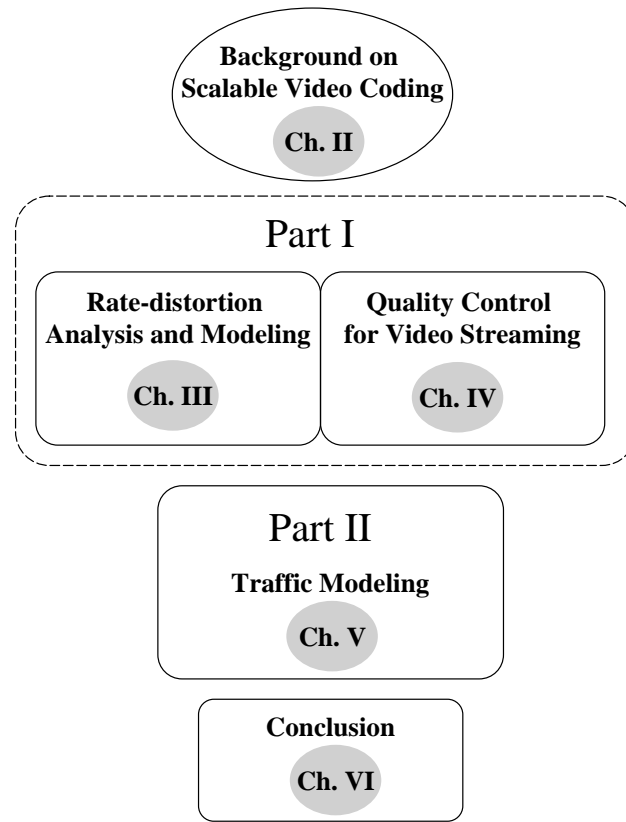 Background on
Scalable Video Coding
Ch. II
Part I
Rate-distortion
Analysis and Modeling
Ch. III
Quality Control
for Video Streaming
Ch. IV
Part II
Traffic Modeling
Ch. V
Conclusion
Ch. VI